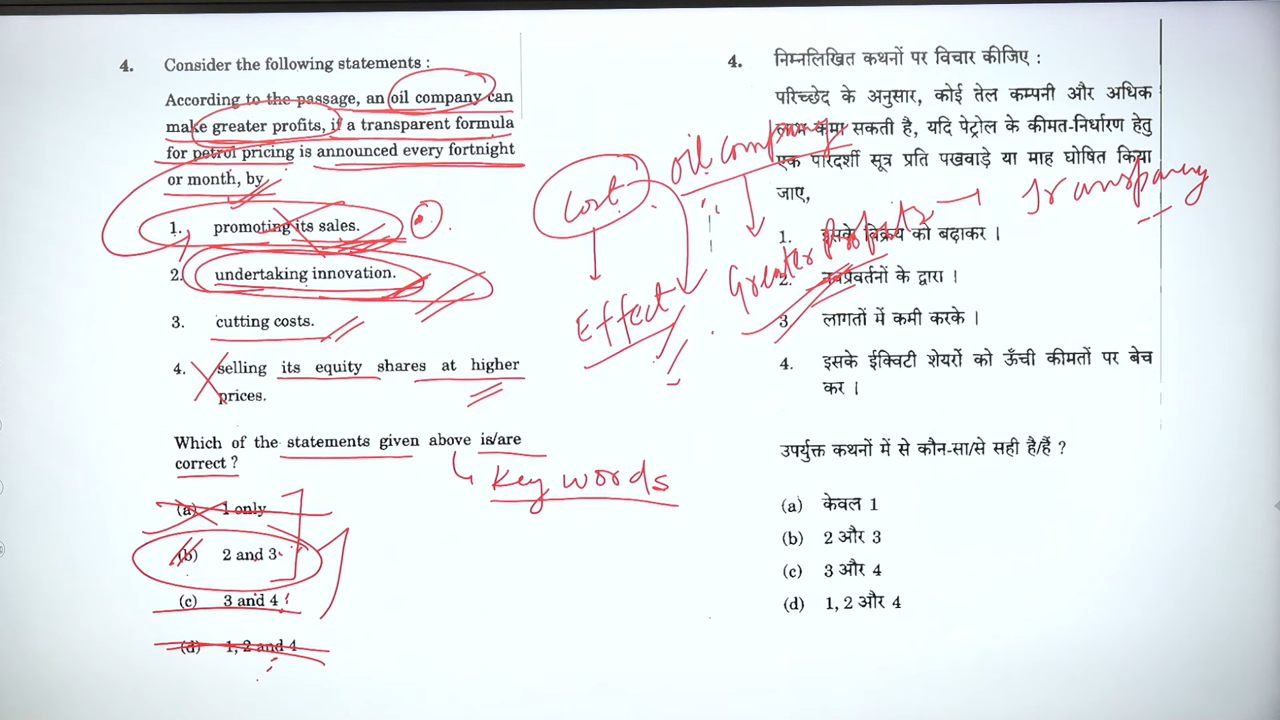 4. Consider the following statements :
According to the passage, an oil company can
make greater profits, if a transparent formula
for petrol pricing is announced every fortnight
or month, by
1. promoting its sales.
2. undertaking innovation.
3. cutting costs.
4. selling its equity shares at higher
prices.
Which of the statements given above is/are
correct ?
Key words
(a) 1 only
(b) 2 and 3
(c) 3 and 4
(d) 1, 2 and 4
Cost
Effect
oil company
Greater Profits → Transparency
4. निम्नलिखित कथनों पर विचार कीजिए :
परिच्छेद के अनुसार, कोई तेल कम्पनी और अधिक
लाभ कमा सकती है, यदि पेट्रोल के कीमत-निर्धारण हेतु
एक पारदर्शी सूत्र प्रति पखवाड़े या माह घोषित किया
जाए,
1. इसके विक्रय को बढ़ाकर ।
2. नवप्रवर्तनों के द्वारा ।
3 लागतों में कमी करके ।
4. इसके ईक्विटी शेयरों को ऊँची कीमतों पर बेच
कर ।
उपर्युक्त कथनों में से कौन-सा/से सही है/हैं ?
(a) केवल 1
(b) 2 और 3
(c) 3 और 4
(d) 1, 2 और 4